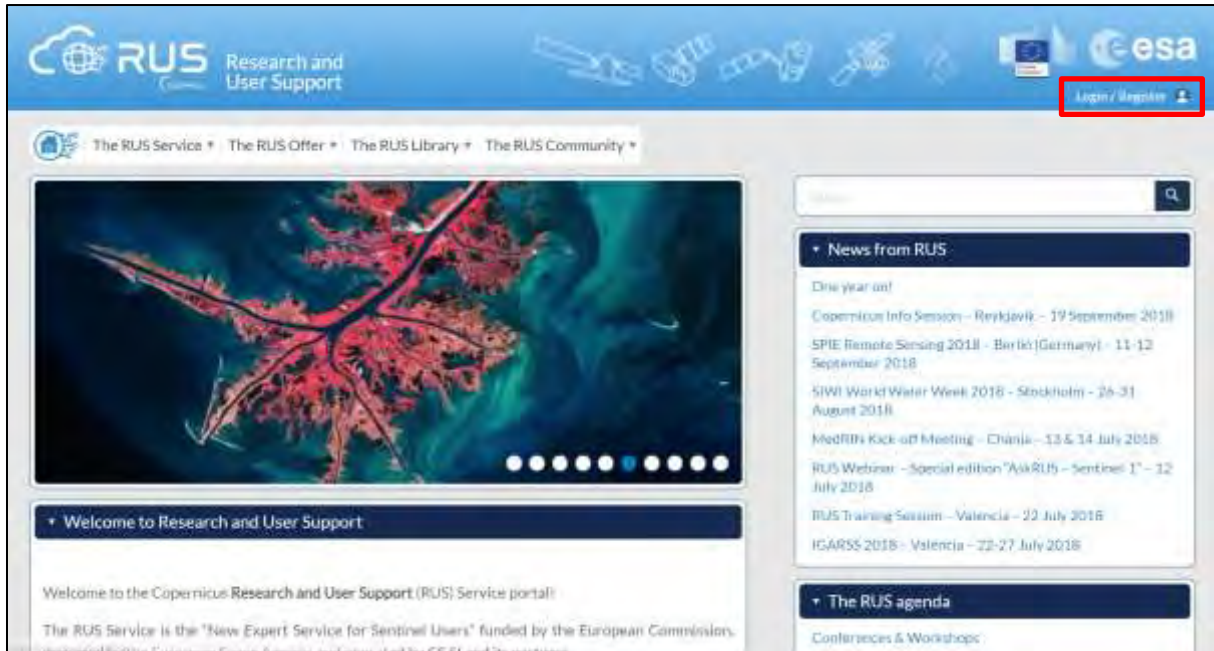 RUS
Research and
User Support
esa
Login / Register
The RUS Service
The RUS Offer
The RUS Library
The RUS Community
News from RUS
One year on!
Copernicus Info Session – Reykjavik – 19 September 2018
SPIE Remote Sensing 2018 – Berlin (Germany) – 11-12
September 2018
SIWI World Water Week 2018 – Stockholm – 26-31
August 2018
MedRIN Kick-off Meeting – Chania – 13 & 14 July 2018
RUS Webinar – Special edition "AskRUS – Sentinel 1" – 12
July 2018
RUS Training Session – Valencia – 22 July 2018
IGARSS 2018 – Valencia – 22-27 July 2018
Welcome to Research and User Support
Welcome to the Copernicus Research and User Support (RUS) Service portal!
The RUS Service is the "New Expert Service for Sentinel Users" funded by the European Commission,
The RUS agenda
Conferences & Workshops